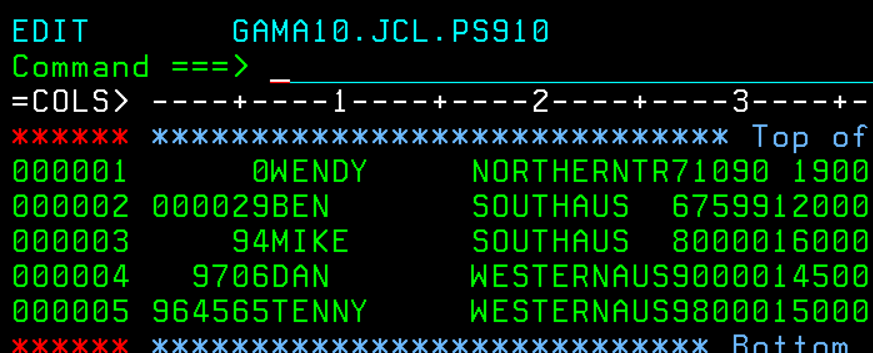 EDIT       GAMA10.JCL.PS910
Command ===> _
=COLS> ----+----1----+----2----+----3----+-
****** ***************************** Top of
000001      0WENDY     NORTHERNTR71090 1900
000002 000029BEN       SOUTHAUS  6759912000
000003     94MIKE      SOUTHAUS  8000016000
000004   9706DAN       WESTERNAUS9000014500
000005 964565TENNY     WESTERNAUS9800015000
****** **************************** Bottom